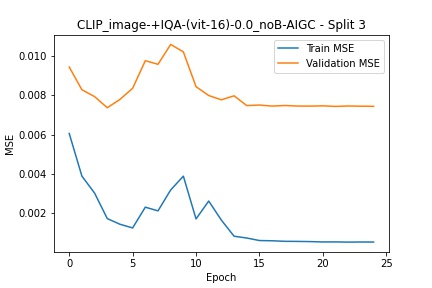 CLIP_image-+IQA-(vit-16)-0.0_noB-AIGC - Split 3
Train MSE
Validation MSE
MSE
0.010
0.008
0.006
0.004
0.002
0
5
10
15
20
25
Epoch